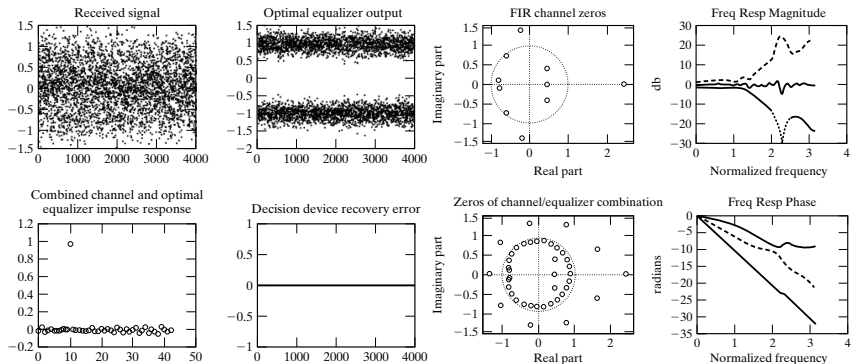 Received signal
1.5
1
0.5
0
−0.5
−1
−1.5
0 1000 2000 3000 4000
Optimal equalizer output
1.5
1
0.5
0
−0.5
−1
−1.5
−2
0 1000 2000 3000 4000
FIR channel zeros
Imaginary part
1.5
1
0.5
0
−0.5
−1
−1.5
−1 0 1 2
Real part
Freq Resp Magnitude
db
30
20
10
0
−10
−20
−30
0 1 2 3 4
Normalized frequency
Combined channel and optimal
equalizer impulse response
1.2
1
0.8
0.6
0.4
0.2
0
−0.2
0 10 20 30 40 50
Decision device recovery error
1
0.5
0
−0.5
−1
0 1000 2000 3000 4000
Zeros of channel/equalizer combination
Imaginary part
1.5
1
0.5
0
−0.5
−1
−1.5
−1 0 1 2
Real part
Freq Resp Phase
radians
0
−5
−10
−15
−20
−25
−30
−35
0 1 2 3 4
Normalized frequency